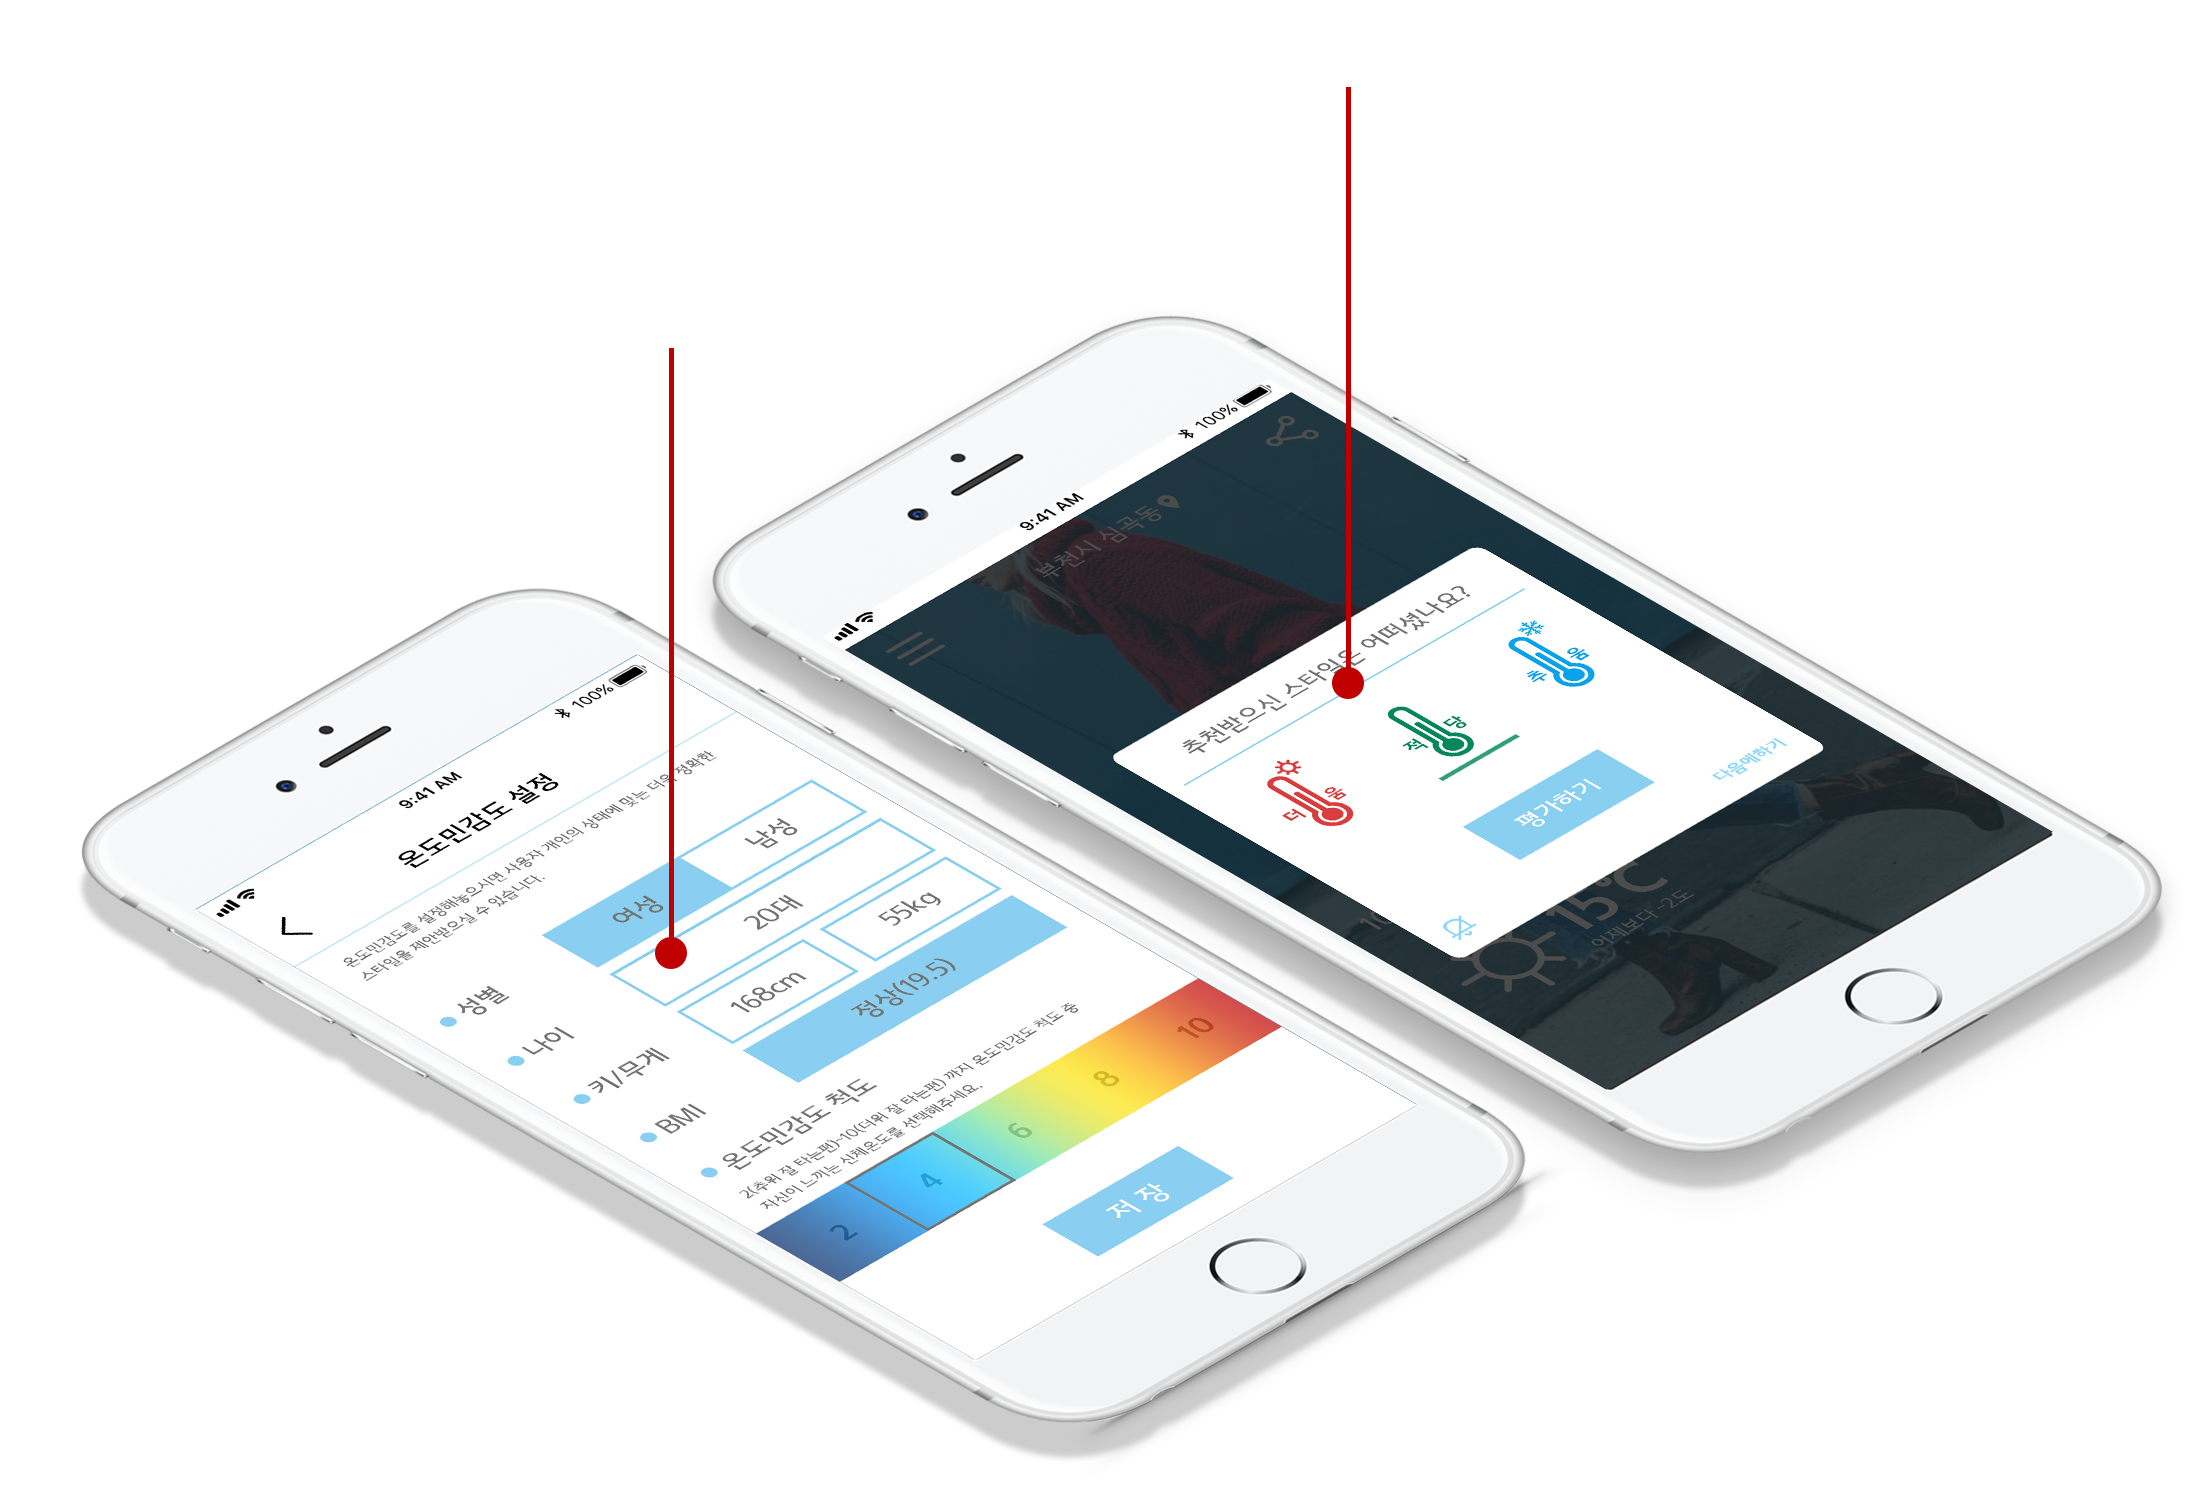 9:41 AM
100%
온도민감도 설정
온도민감도를 설정해놓으시면 사용자 개인의 상태에 맞는 더욱 정확한
스타일을 제안받으실 수 있습니다.
성별
여성
남성
나이
20대
키/무게
168cm
55kg
BMI
정상(19.5)
온도민감도 척도
2(추위 잘 타는편)~10(더위 잘 타는편) 까지 온도민감도 척도 중
자신이 느끼는 신체온도를 선택해주세요.
2
4
6
8
10
저 장
9:41 AM
100%
부천시 심곡동
추천받으신 스타일은 어떠셨나요?
더움
적당
추움
평가하기
다음에하기
15°C
어제보다 -2도